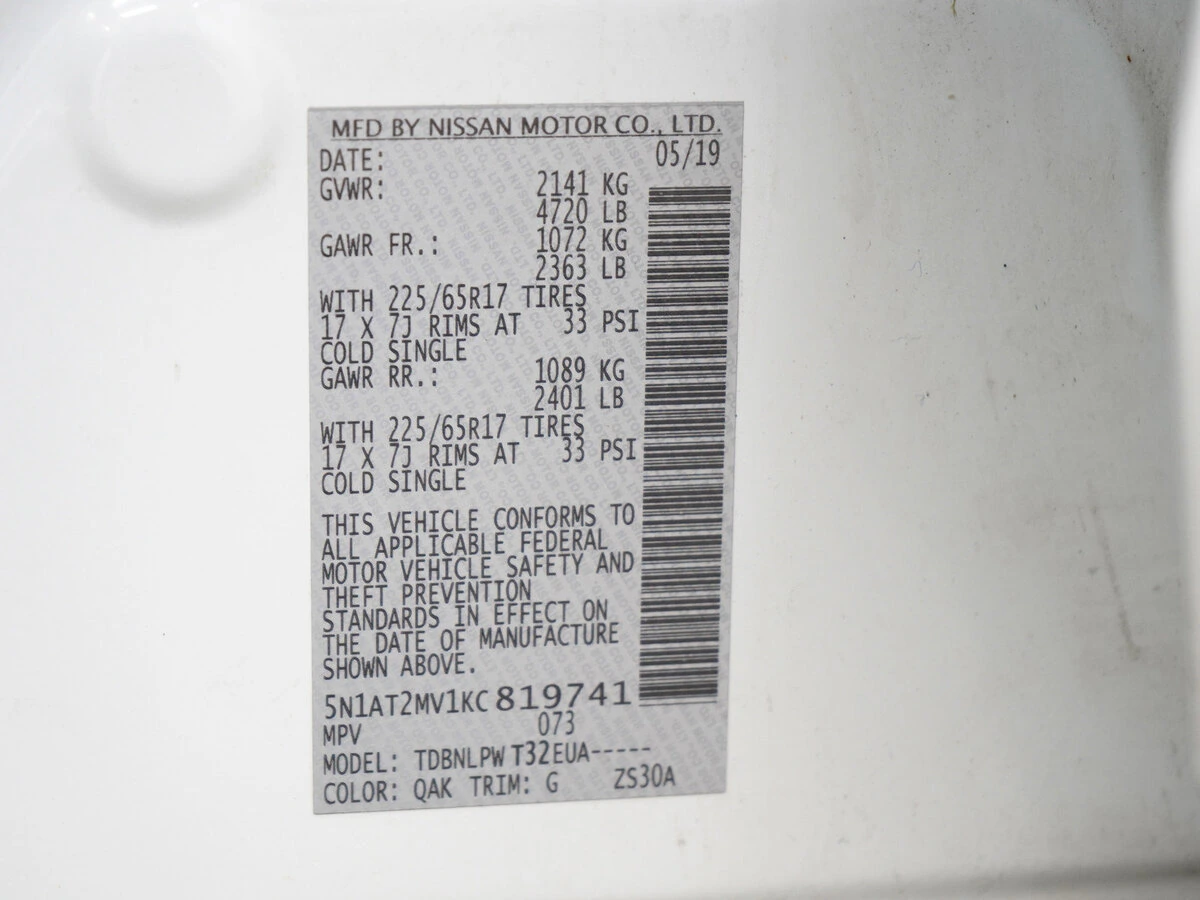 MFD BY NISSAN MOTOR CO., LTD.
DATE: 05/19
GVWR: 2141 KG
4720 LB
GAWR FR.: 1072 KG
2363 LB
WITH 225/65R17 TIRES
17 X 7J RIMS AT 33 PSI
COLD SINGLE
GAWR RR.: 1089 KG
2401 LB
WITH 225/65R17 TIRES
17 X 7J RIMS AT 33 PSI
COLD SINGLE
THIS VEHICLE CONFORMS TO
ALL APPLICABLE FEDERAL
MOTOR VEHICLE SAFETY AND
THEFT PREVENTION
STANDARDS IN EFFECT ON
THE DATE OF MANUFACTURE
SHOWN ABOVE.
5N1AT2MV1KC819741
MPV 073
MODEL: TDBNLPW T32EUA-----
COLOR: QAK TRIM: G ZS30A